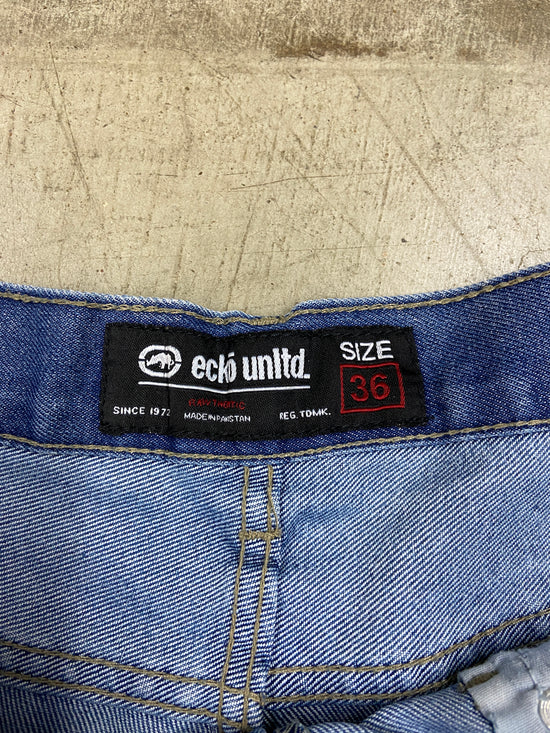 ecko unltd.
SIZE
36
AUTHENTIC
SINCE 1972
MADE IN PAKISTAN
REG. TDMK.